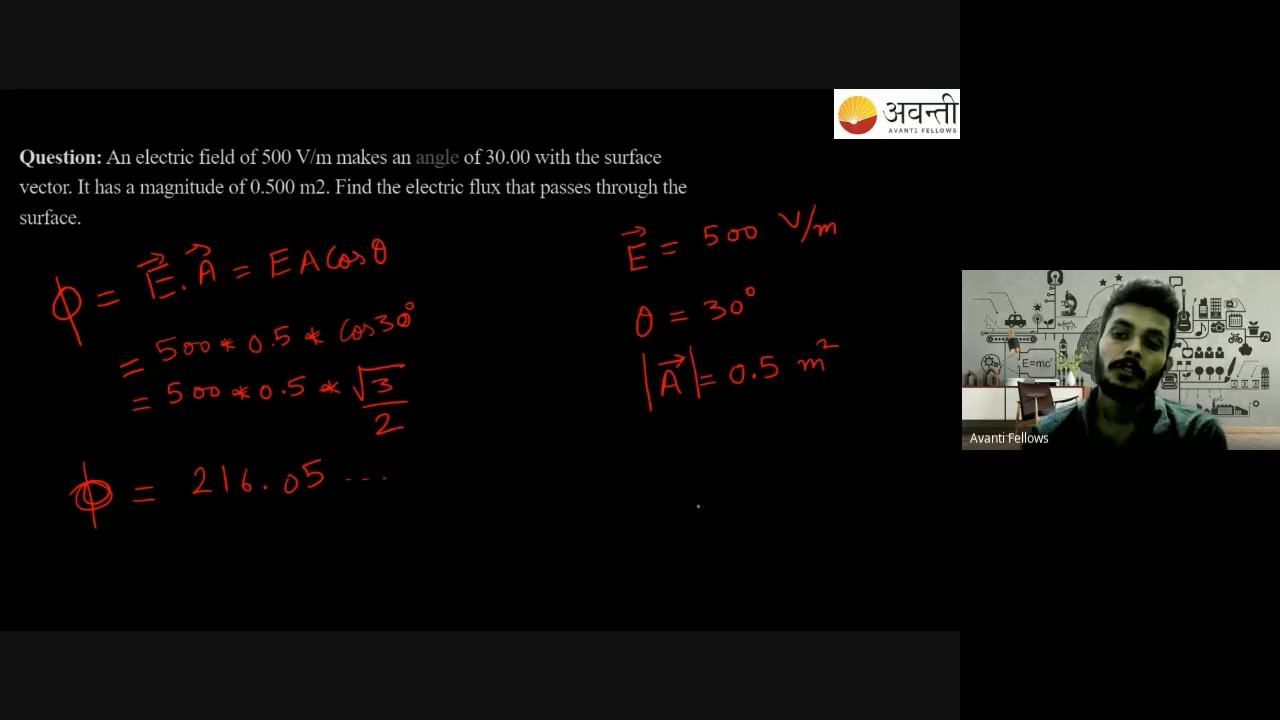 अवन्ती
AVANTI FELLOWS
Question: An electric field of 500 V/m makes an angle of 30.00 with the surface
vector. It has a magnitude of 0.500 m2. Find the electric flux that passes through the
surface.
ϕ = E⃗. A⃗ = E A cos θ
= 500 * 0.5 * cos 30°
= 500 * 0.5 * √3/2
ϕ = 216.05 ...
E⃗ = 500 V/m
θ = 30°
|A⃗| = 0.5 m²
E=mc²
Avanti Fellows